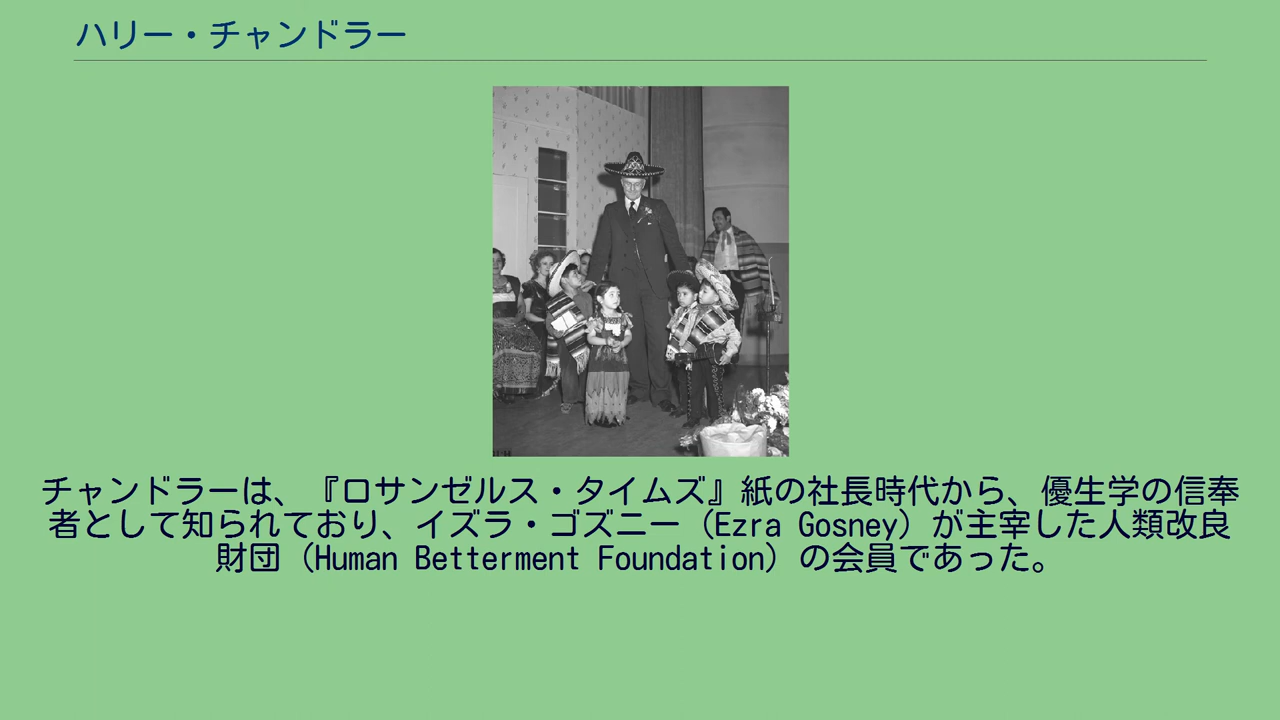 ハリー・チャンドラー
チャンドラーは、『ロサンゼルス・タイムズ』紙の社長時代から、優生学の信奉
者として知られており、イズラ・ゴズニー（Ezra Gosney）が主宰した人類改良
財団（Human Betterment Foundation）の会員であった。